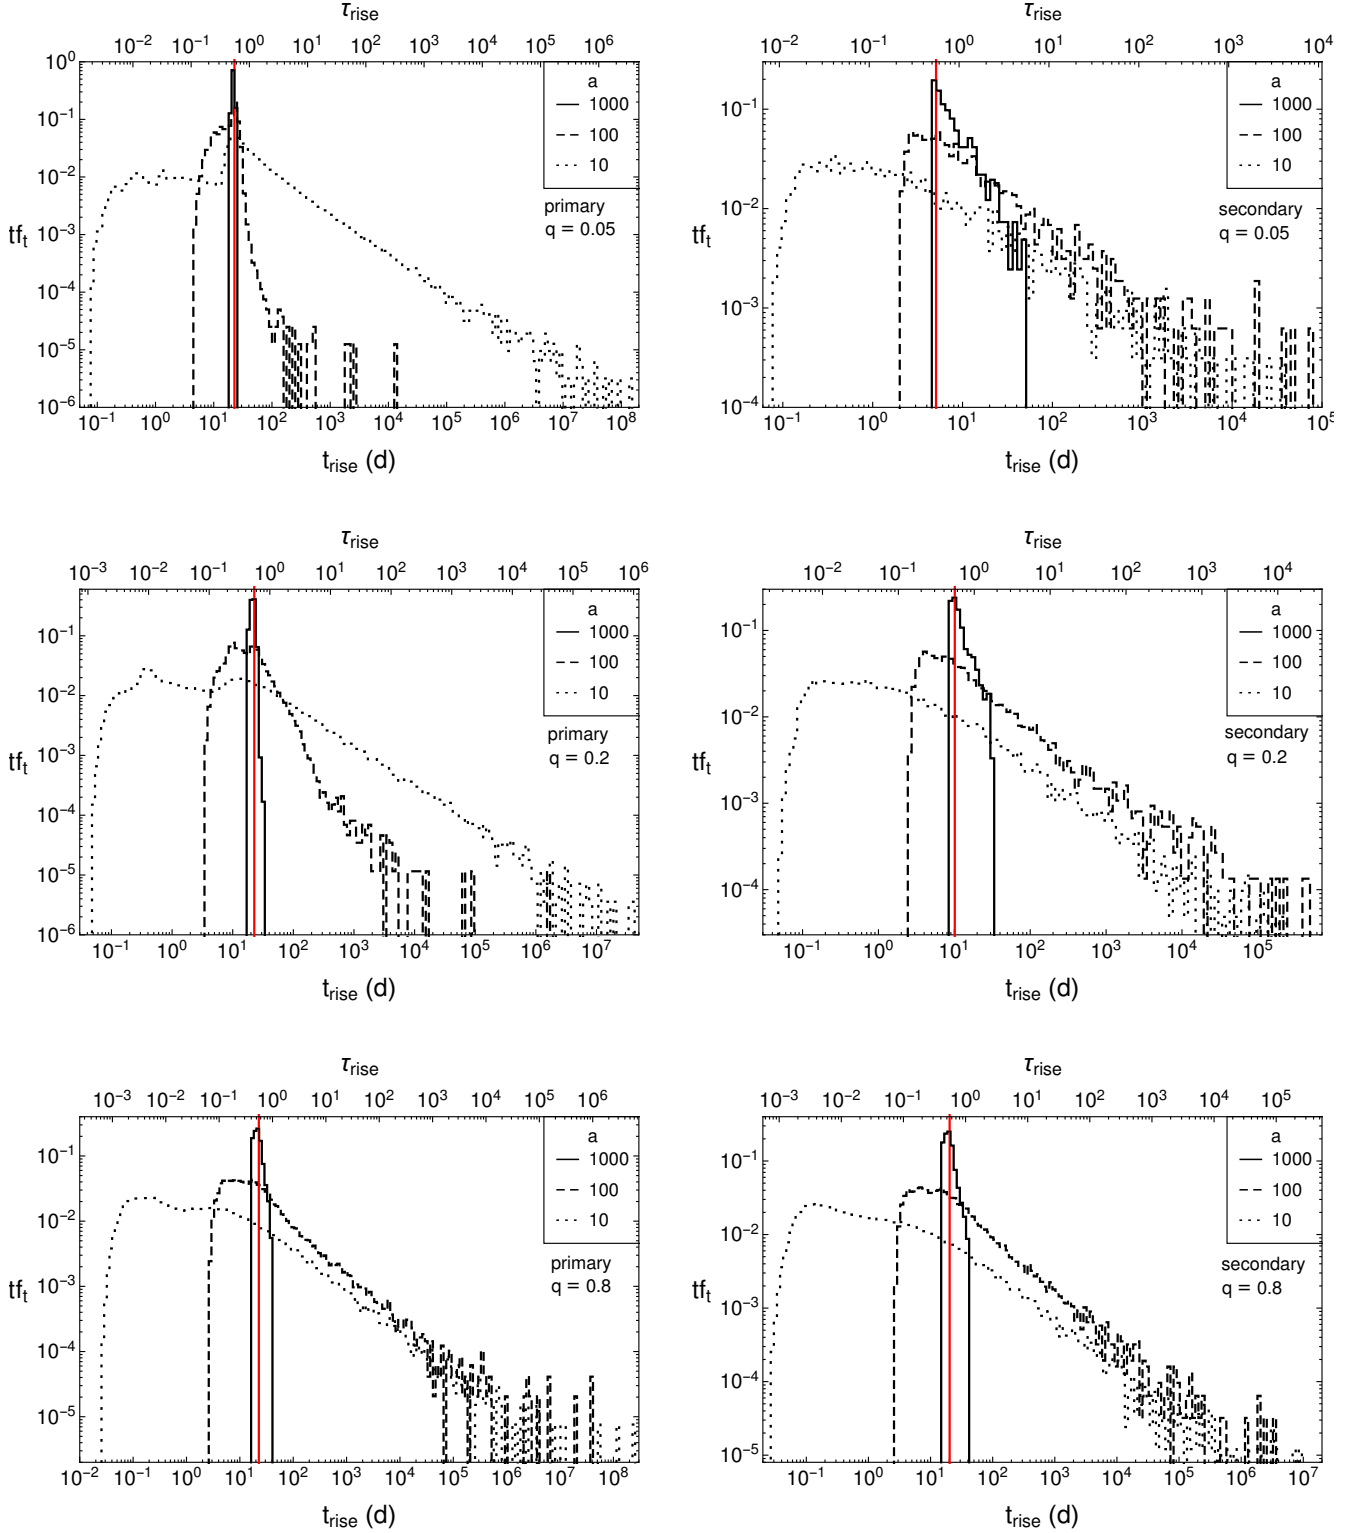 τrise
τrise
10⁻² 10⁻¹ 10⁰ 10¹ 10² 10³ 10⁴ 10⁵ 10⁶
10⁻² 10⁻¹ 10⁰ 10¹ 10² 10³ 10⁴
10⁰
10⁻¹
10⁻²
10⁻³
10⁻⁴
10⁻⁵
10⁻⁶
tfₜ
a
1000
100
10
primary
q = 0.05
10⁻¹ 10⁰ 10¹ 10² 10³ 10⁴ 10⁵ 10⁶ 10⁷ 10⁸
trise (d)
10⁻¹
10⁻²
10⁻³
10⁻⁴
tfₜ
a
1000
100
10
secondary
q = 0.05
10⁻¹ 10⁰ 10¹ 10² 10³ 10⁴ 10⁵
trise (d)
τrise
τrise
10⁻³ 10⁻² 10⁻¹ 10⁰ 10¹ 10² 10³ 10⁴ 10⁵ 10⁶
10⁻² 10⁻¹ 10⁰ 10¹ 10² 10³ 10⁴
10⁻¹
10⁻²
10⁻³
10⁻⁴
10⁻⁵
10⁻⁶
tfₜ
a
1000
100
10
primary
q = 0.2
10⁻¹ 10⁰ 10¹ 10² 10³ 10⁴ 10⁵ 10⁶ 10⁷
trise (d)
10⁻¹
10⁻²
10⁻³
10⁻⁴
tfₜ
a
1000
100
10
secondary
q = 0.2
10⁻¹ 10⁰ 10¹ 10² 10³ 10⁴ 10⁵
trise (d)
τrise
τrise
10⁻³ 10⁻² 10⁻¹ 10⁰ 10¹ 10² 10³ 10⁴ 10⁵ 10⁶
10⁻³ 10⁻² 10⁻¹ 10⁰ 10¹ 10² 10³ 10⁴ 10⁵
10⁻¹
10⁻²
10⁻³
10⁻⁴
10⁻⁵
tfₜ
a
1000
100
10
primary
q = 0.8
10⁻² 10⁻¹ 10⁰ 10¹ 10² 10³ 10⁴ 10⁵ 10⁶ 10⁷ 10⁸
trise (d)
10⁻¹
10⁻²
10⁻³
10⁻⁴
10⁻⁵
tfₜ
a
1000
100
10
secondary
q = 0.8
10⁻¹ 10⁰ 10¹ 10² 10³ 10⁴ 10⁵ 10⁶ 10⁷
trise (d)